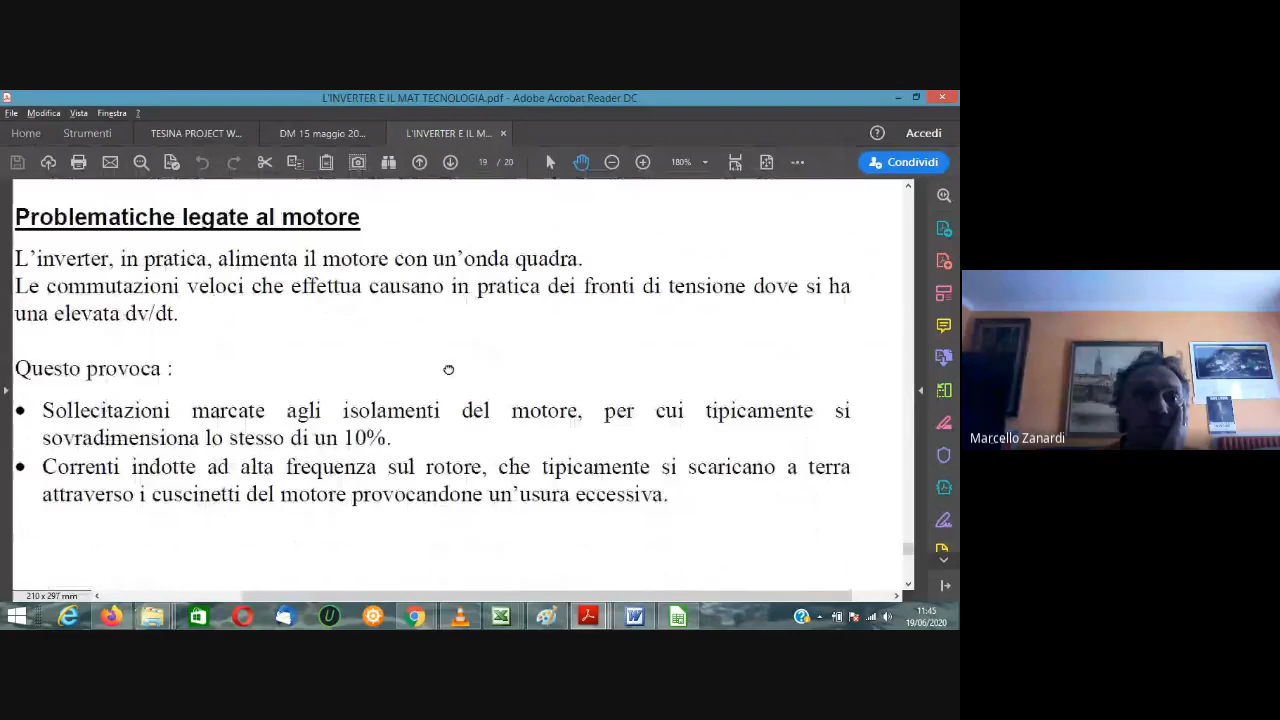 L'INVERTER E IL MAT TECNOLOGIA.pdf - Adobe Acrobat Reader DC
File Modifica Vista Finestra ?
Home Strumenti TESINA PROJECT W... DM 15 maggio 20... L'INVERTER E IL M... × Accedi
19 / 20 180% Condividi
Problematiche legate al motore
L'inverter, in pratica, alimenta il motore con un'onda quadra.
Le commutazioni veloci che effettua causano in pratica dei fronti di tensione dove si ha
una elevata dv/dt.
Questo provoca :
• Sollecitazioni marcate agli isolamenti del motore, per cui tipicamente si
sovradimensiona lo stesso di un 10%.
• Correnti indotte ad alta frequenza sul rotore, che tipicamente si scaricano a terra
attraverso i cuscinetti del motore provocandone un'usura eccessiva.
Marcello Zanardi
210 x 297 mm
11:45
19/06/2020